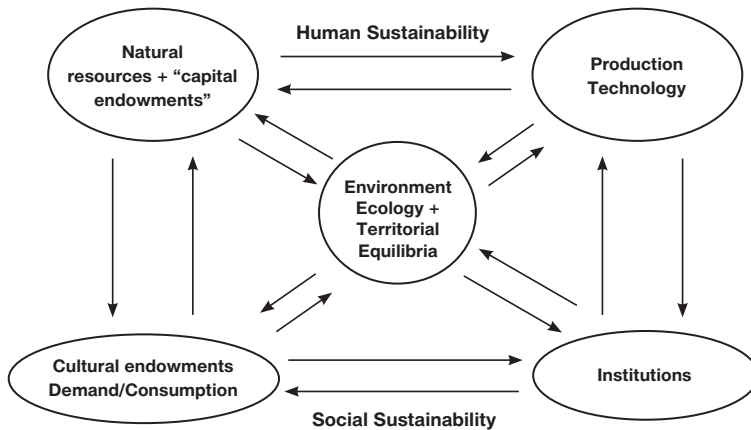 Human Sustainability
Natural
resources + “capital
endowments”
Production
Technology
Environment
Ecology +
Territorial
Equilibria
Cultural endowments
Demand/Consumption
Institutions
Social Sustainability